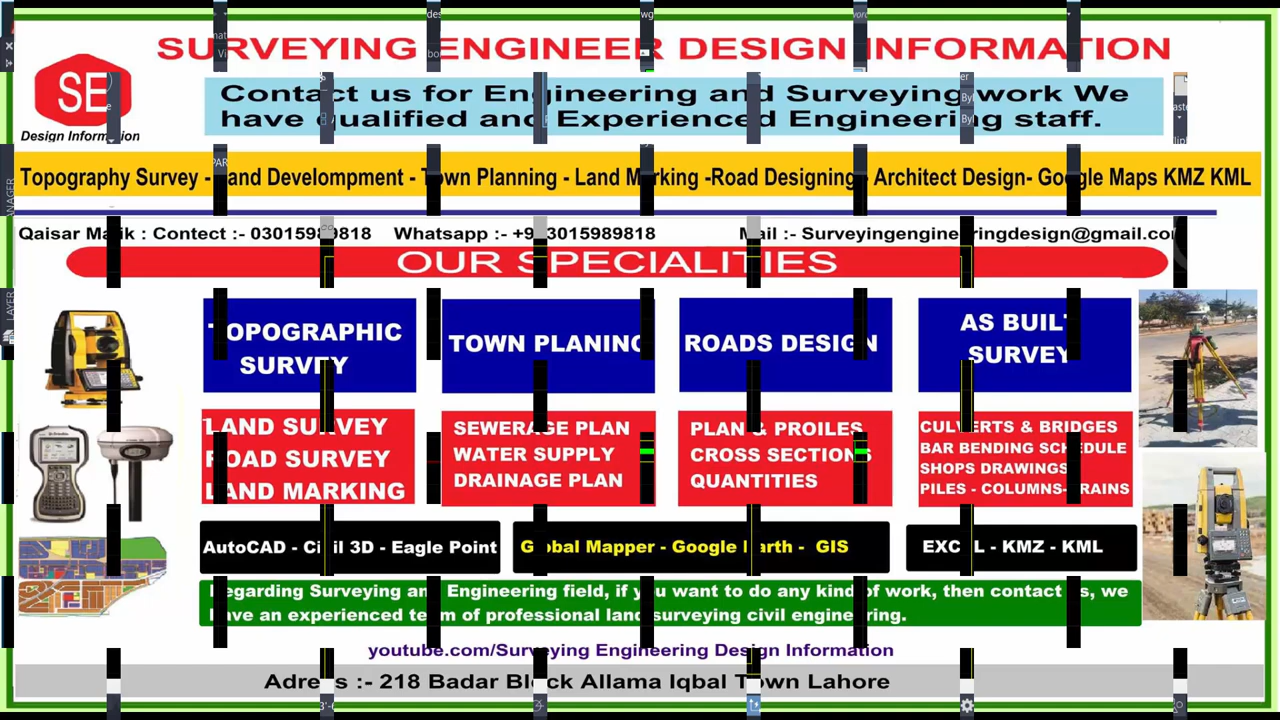 SURVEYING ENGINEER DESIGN INFORMATION
SE
Design Information
Contact us for Engineering and Surveying work We
have qualified and Experienced Engineering staff.
Topography Survey - Land Develompment - Town Planning - Land Marking -Road Designing - Architect Design- Google Maps KMZ KML
Qaisar Malik : Contect :- 03015989818 Whatsapp :- +923015989818 Mail :- Surveyingengineeringdesign@gmail.com
OUR SPECIALITIES
TOPOGRAPHIC
SURVEY
TOWN PLANING
ROADS DESIGN
AS BUILT
SURVEY
LAND SURVEY
ROAD SURVEY
LAND MARKING
SEWERAGE PLAN
WATER SUPPLY
DRAINAGE PLAN
PLAN & PROILES
CROSS SECTIONS
QUANTITIES
CULVERTS & BRIDGES
BAR BENDING SCHEDULE
SHOPS DRAWINGS
PILES - COLUMNS- DRAINS
AutoCAD - Civil 3D - Eagle Point
Global Mapper - Google Earth - GIS
EXCEL - KMZ - KML
Regarding Surveying and Engineering field, if you want to do any kind of work, then contact us, we
have an experienced team of professional land surveying civil engineering.
youtube.com/Surveying Engineering Design Information
Adress :- 218 Badar Block Allama Iqbal Town Lahore